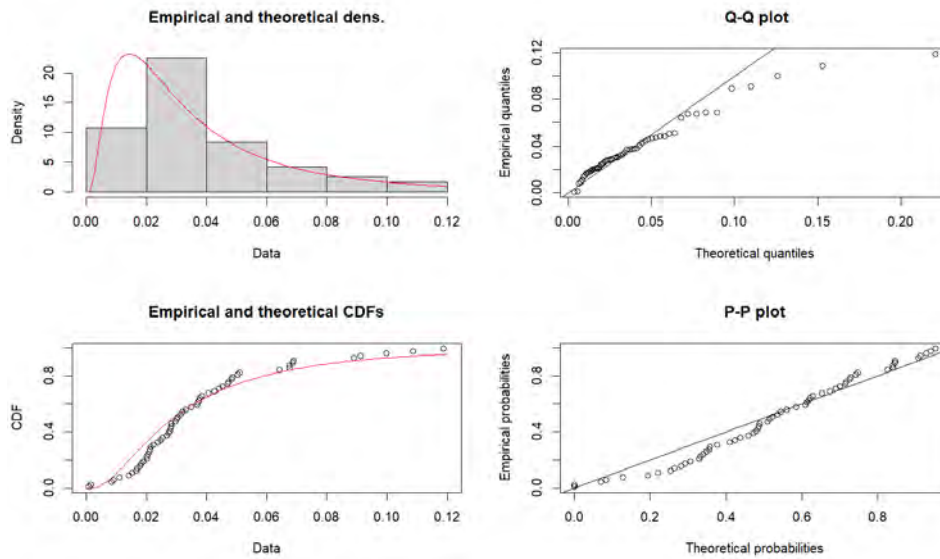 Empirical and theoretical dens.
Density
0 5 10 15 20
0.00 0.02 0.04 0.06 0.08 0.10 0.12
Data
Q-Q plot
Empirical quantiles
0.00 0.04 0.08 0.12
0.00 0.05 0.10 0.15 0.20
Theoretical quantiles
Empirical and theoretical CDFs
CDF
0.0 0.4 0.8
0.00 0.02 0.04 0.06 0.08 0.10 0.12
Data
P-P plot
Empirical probabilities
0.0 0.4 0.8
0.0 0.2 0.4 0.6 0.8
Theoretical probabilities